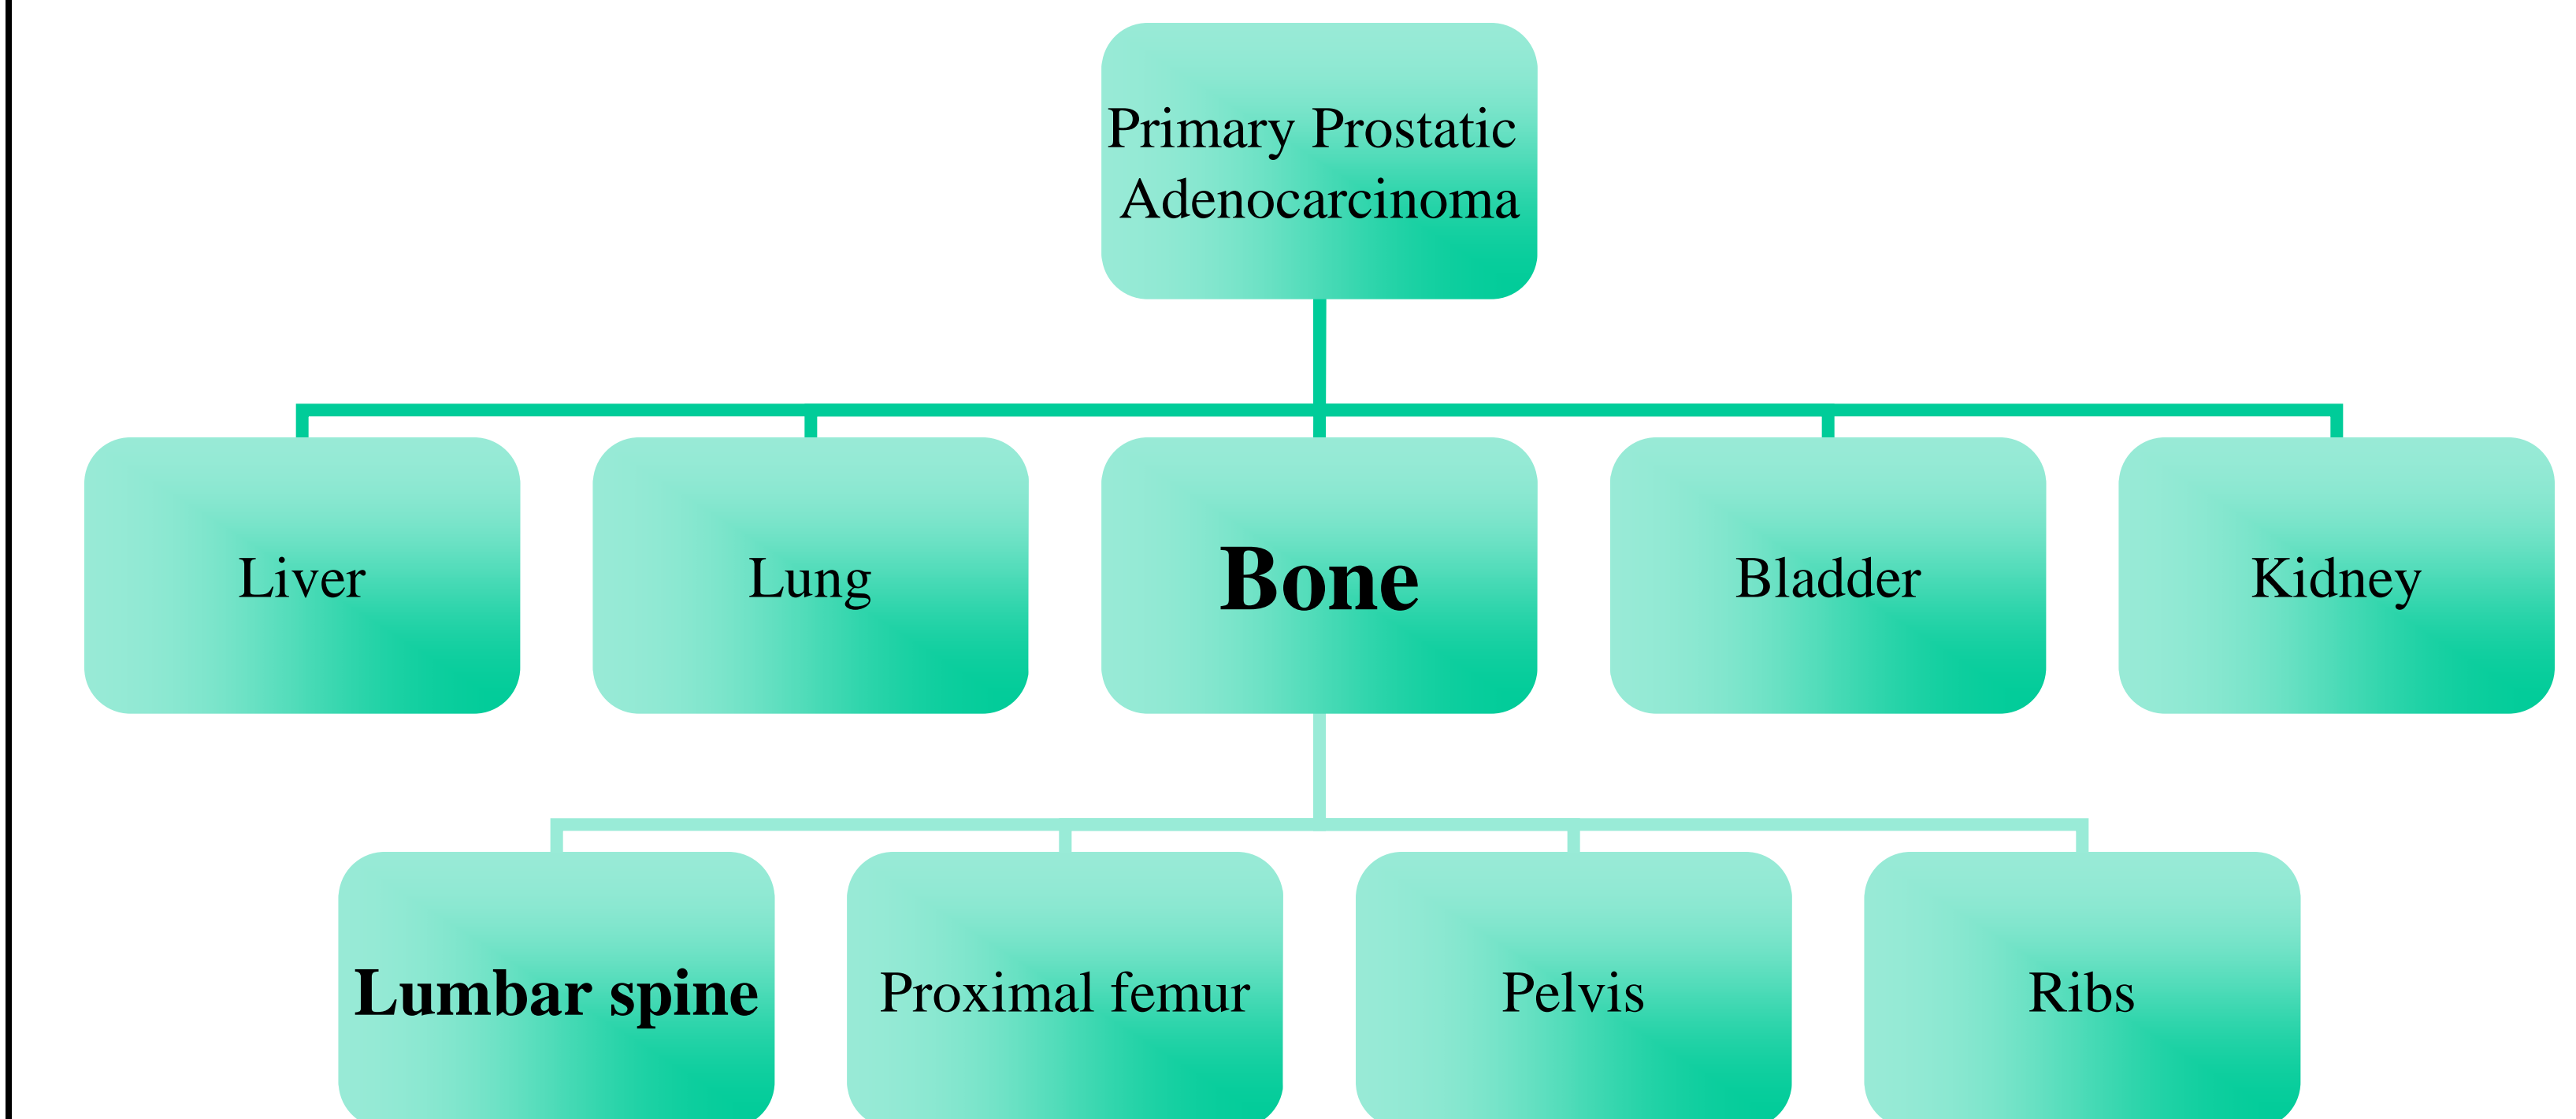 Primary Prostatic
Adenocarcinoma
Liver
Lung
Bone
Bladder
Kidney
Lumbar spine
Proximal femur
Pelvis
Ribs